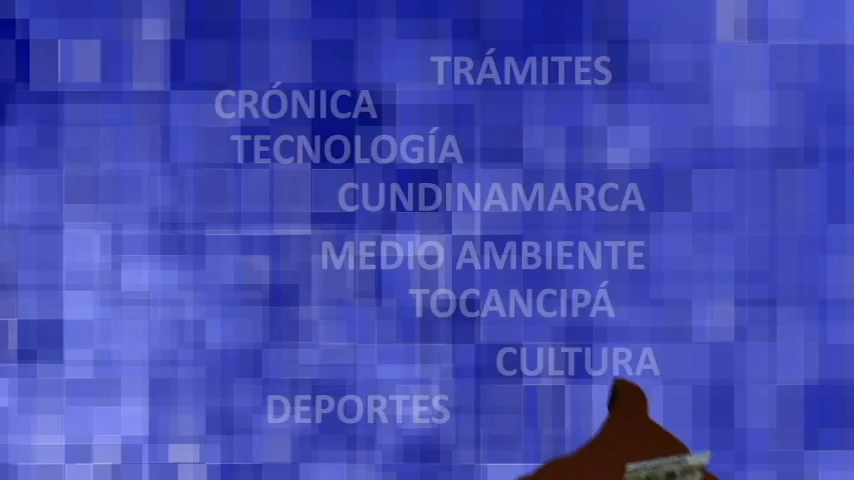 TRÁMITES
CRÓNICA
TECNOLOGÍA
CUNDINAMARCA
MEDIO AMBIENTE
TOCANCIPÁ
CULTURA
DEPORTES